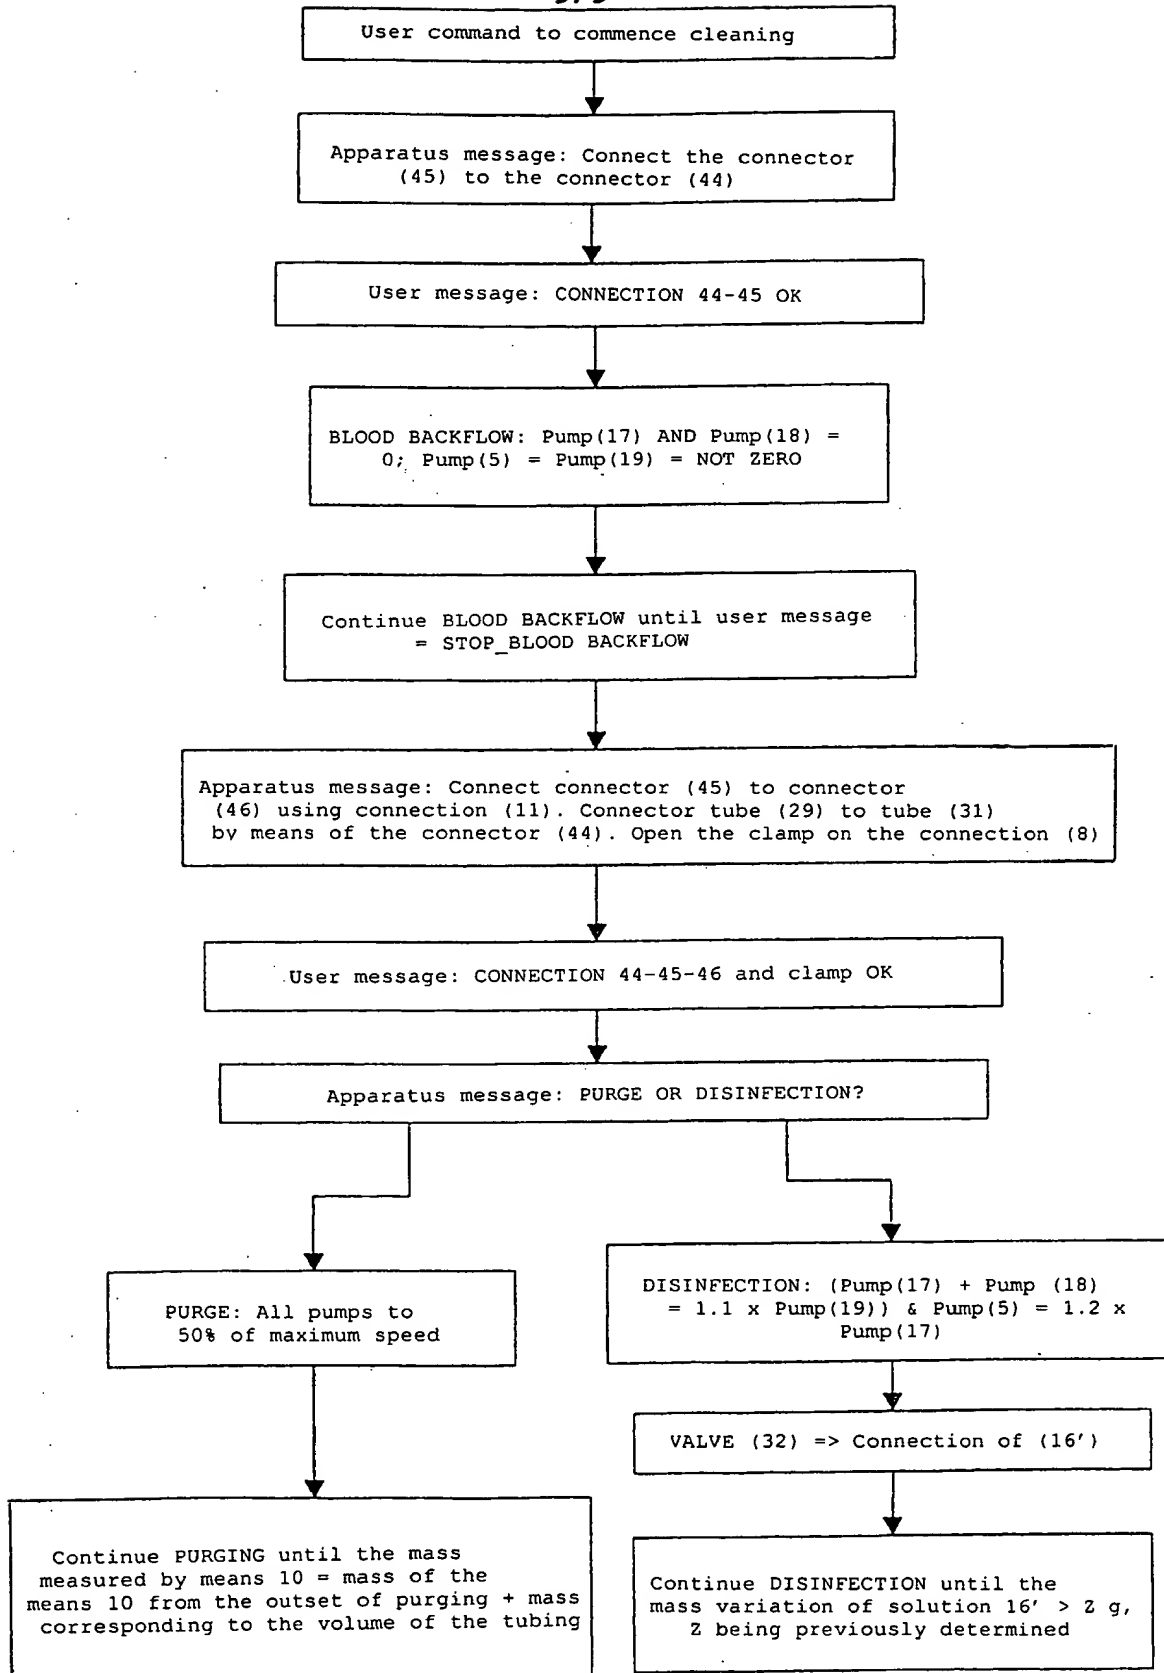 User command to commence cleaning
Apparatus message: Connect the connector
(45) to the connector (44)
User message: CONNECTION 44-45 OK
BLOOD BACKFLOW: Pump(17) AND Pump(18) =
0; Pump(5) = Pump(19) = NOT ZERO
Continue BLOOD BACKFLOW until user message
= STOP_BLOOD BACKFLOW
Apparatus message: Connect connector (45) to connector
(46) using connection (11). Connector tube (29) to tube (31)
by means of the connector (44). Open the clamp on the connection (8)
User message: CONNECTION 44-45-46 and clamp OK
Apparatus message: PURGE OR DISINFECTION?
PURGE: All pumps to
50% of maximum speed
DISINFECTION: (Pump(17) + Pump (18)
= 1.1 x Pump(19)) & Pump(5) = 1.2 x
Pump(17)
VALVE (32) => Connection of (16')
Continue PURGING until the mass
measured by means 10 = mass of the
means 10 from the outset of purging + mass
corresponding to the volume of the tubing
Continue DISINFECTION until the
mass variation of solution 16' > Z g,
Z being previously determined